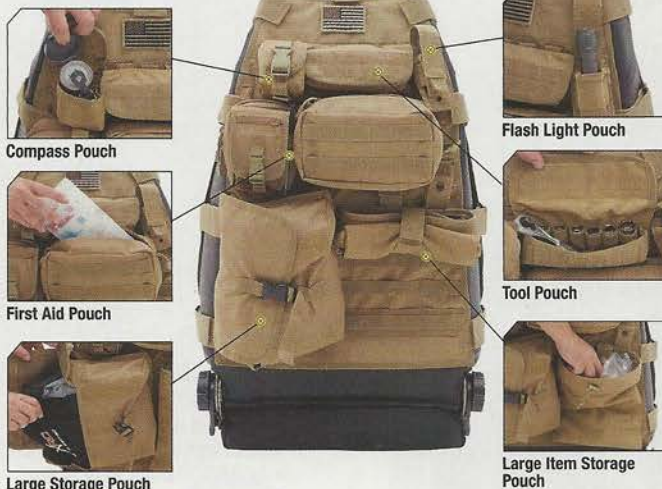 Compass Pouch
Flash Light Pouch
First Aid Pouch
Tool Pouch
Large Storage Pouch
Large Item Storage
Pouch